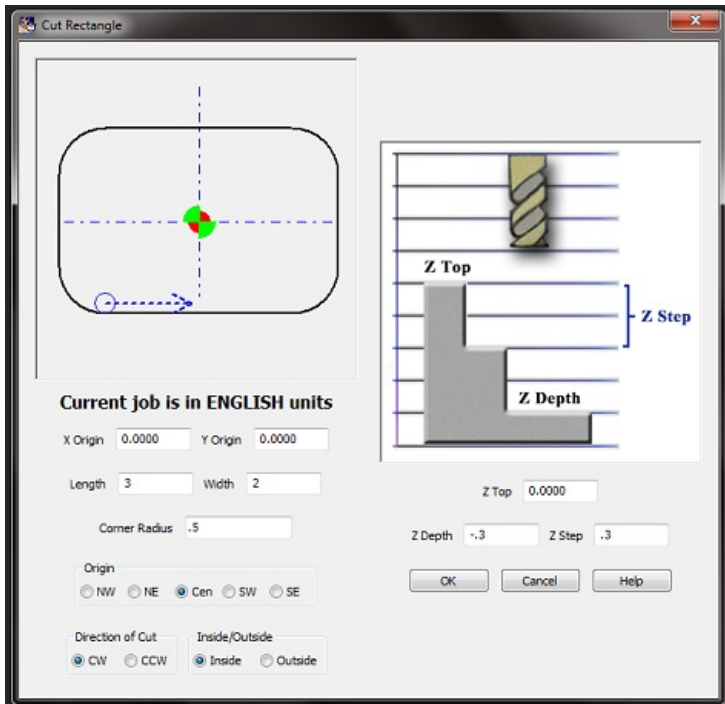 Cut Rectangle
Z Top
Z Step
Z Depth
Current job is in ENGLISH units
X Origin 0.0000 Y Origin 0.0000
Length 3 Width 2
Corner Radius .5
Z Top 0.0000
Z Depth -.3 Z Step .3
OK Cancel Help
Origin
NW NE Cen SW SE
Direction of Cut Inside/Outside
CW CCW Inside Outside